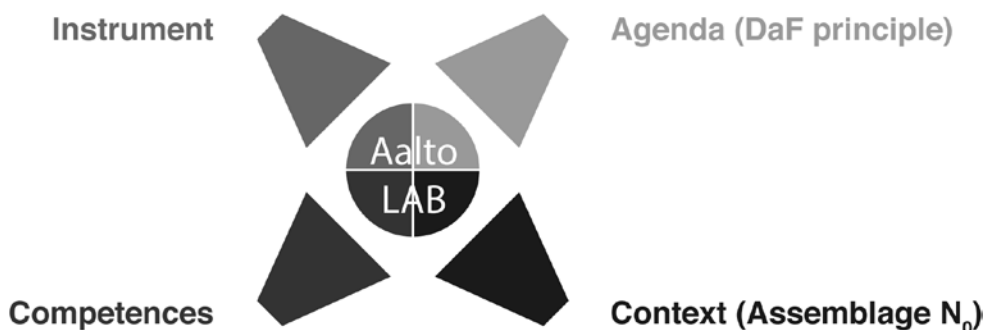 Instrument
Agenda (DaF principle)
Aalto
LAB
Competences
Context (Assemblage N₀)